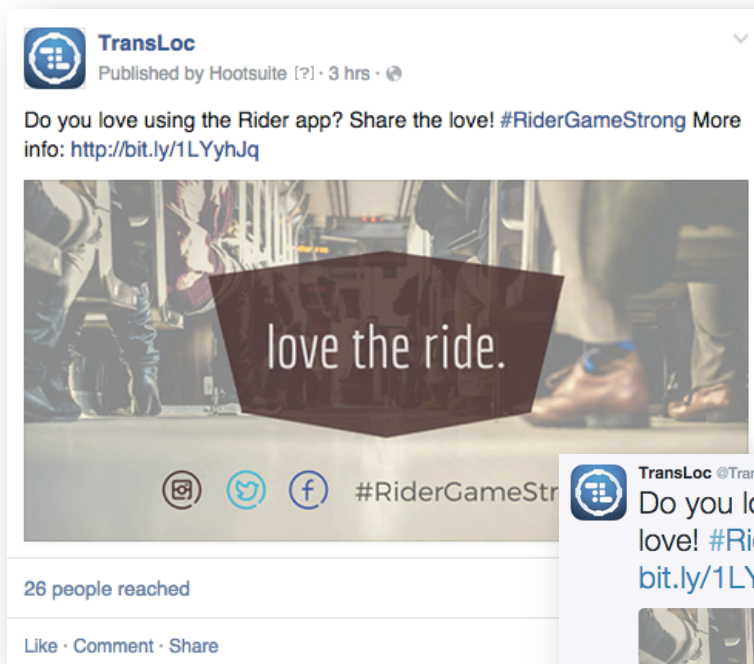 TransLoc
Published by Hootsuite [?] · 3 hrs ·
Do you love using the Rider app? Share the love! #RiderGameStrong More
info: http://bit.ly/1LYyhJq
love the ride.
#RiderGameStr
26 people reached
Like · Comment · Share
TransLoc @Tran
Do you lo
love! #Ri
bit.ly/1LY